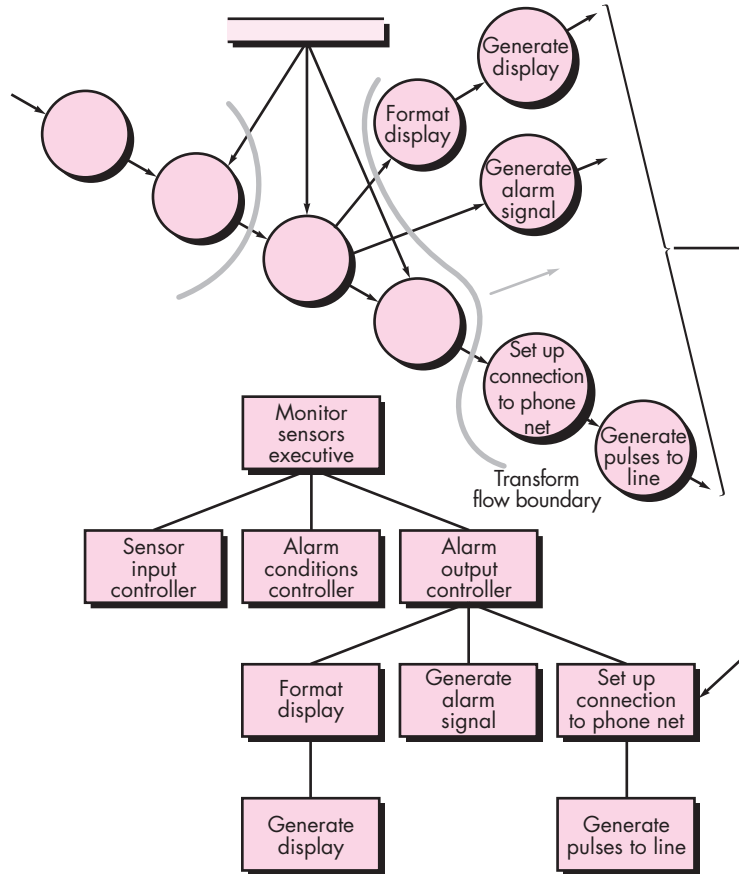 Generate
display
Format
display
Generate
alarm
signal
Set up
connection
to phone
net
Generate
pulses to
line
Transform
flow boundary
Monitor
sensors
executive
Sensor
input
controller
Alarm
conditions
controller
Alarm
output
controller
Format
display
Generate
alarm
signal
Set up
connection
to phone net
Generate
display
Generate
pulses to line